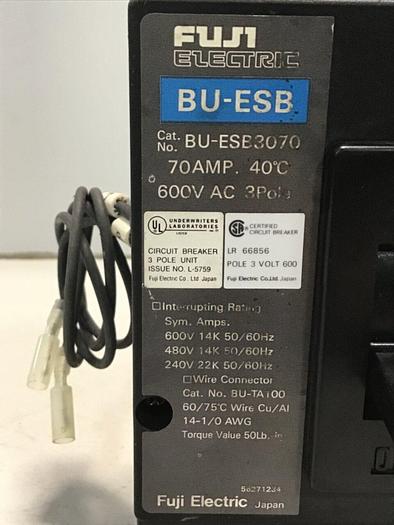 FUJI
ELECTRIC
BU-ESB
Cat. No. BU-ESB3070
70AMP. 40℃
600V AC 3Pole
UL UNDERWRITERS LABORATORIES
CIRCUIT BREAKER
3 POLE UNIT
ISSUE NO. L-5759
Fuji Electric Co., Ltd. Japan
SA CERTIFIED CIRCUIT BREAKER
LR 66856
POLE 3 VOLT 600
Fuji Electric Co., Ltd. Japan
□Interrupting Rating
Sym. Amps.
600V 14K 50/60Hz
480V 14K 50/60Hz
240V 22K 50/60Hz
□Wire Connector
Cat. No. BU-TA100
60/75℃ Wire Cu/Al
14-1/0 AWG
Torque Value 50Lb.-in
56271234
Fuji Electric Japan